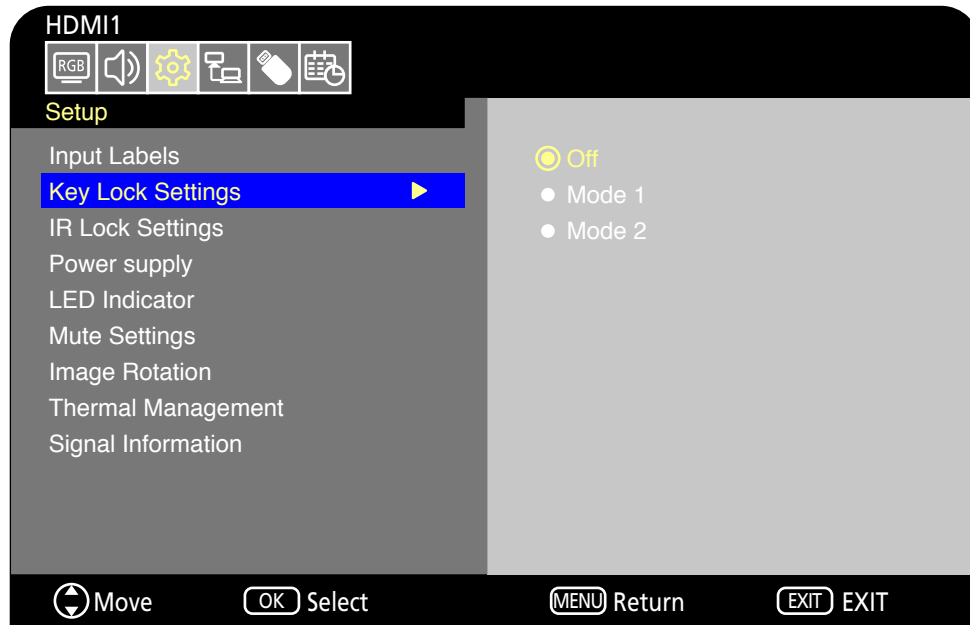 HDMI1
RGB
Setup
Input Labels
Key Lock Settings
IR Lock Settings
Power supply
LED Indicator
Mute Settings
Image Rotation
Thermal Management
Signal Information
Off
Mode 1
Mode 2
Move OK Select MENU Return EXIT EXIT